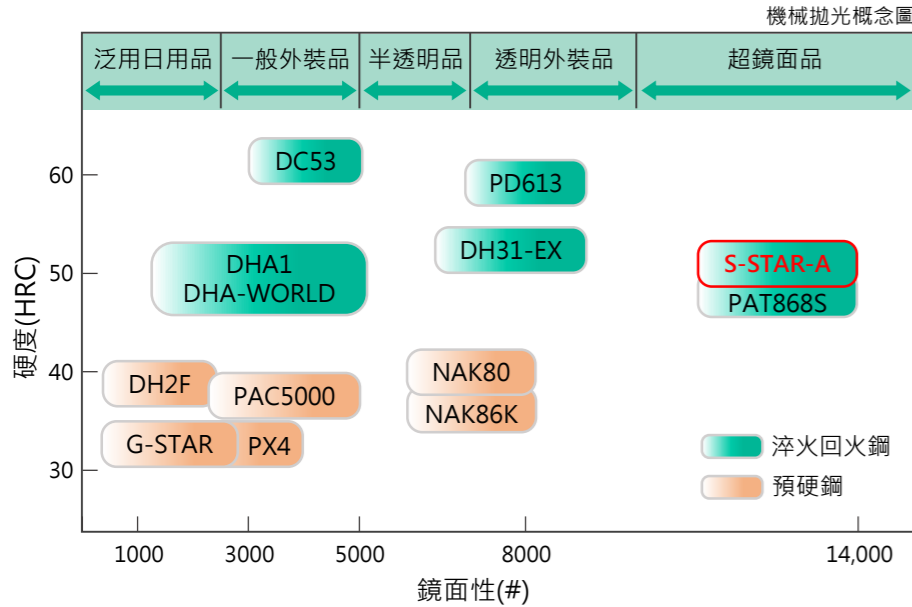 機械拋光概念圖
泛用日用品 一般外裝品 半透明品 透明外裝品 超鏡面品
硬度(HRC)
60
50
40
30
DC53
PD613
DHA1
DHA-WORLD
DH31-EX
S-STAR-A
PAT868S
DH2F
PAC5000
NAK80
NAK86K
G-STAR
PX4
淬火回火鋼
預硬鋼
1000 3000 5000 8000 14,000
鏡面性(#)